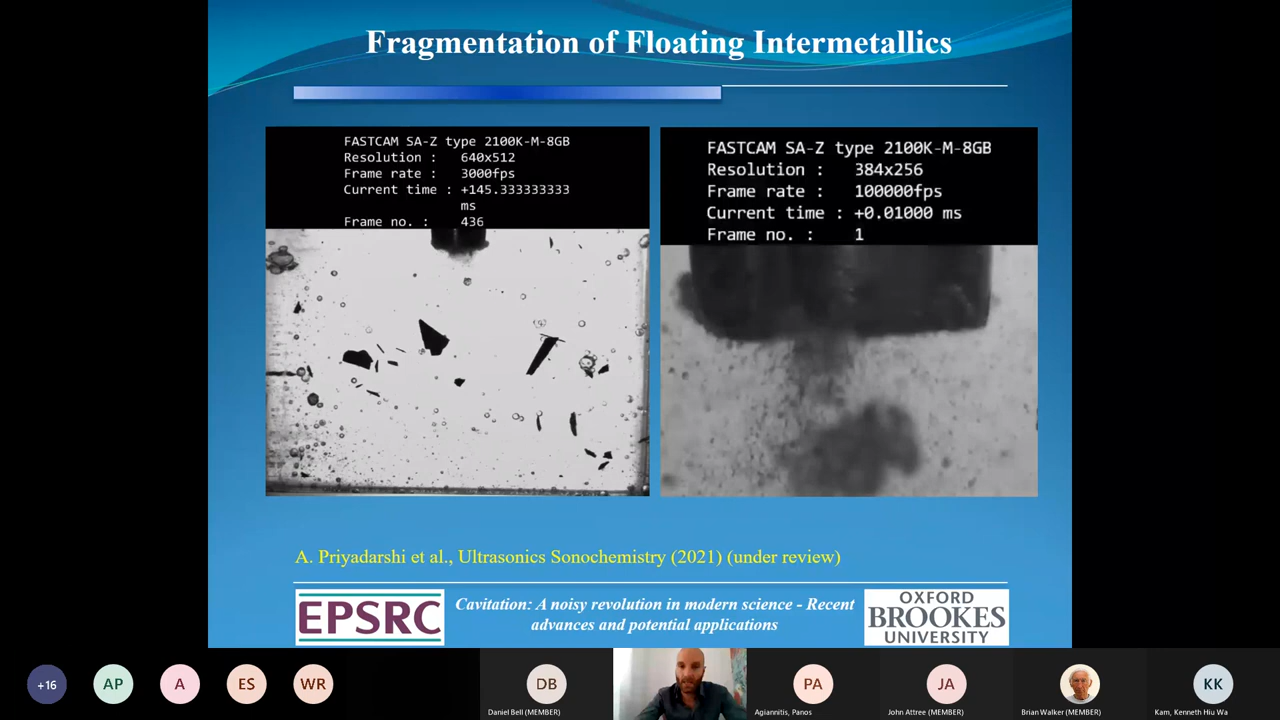 Fragmentation of Floating Intermetallics
FASTCAM SA-Z type 2100K-M-8GB
Resolution : 640x512
Frame rate : 3000fps
Current time : +145.333333333
ms
Frame no. : 436
FASTCAM SA-Z type 2100K-M-8GB
Resolution : 384x256
Frame rate : 100000fps
Current time : +0.01000 ms
Frame no. : 1
A. Priyadarshi et al., Ultrasonics Sonochemistry (2021) (under review)
EPSRC
Cavitation: A noisy revolution in modern science - Recent
advances and potential applications
OXFORD
BROOKES
UNIVERSITY
+16
AP
A
ES
WR
DB
Daniel Bell (MEMBER)
PA
Agiannitis, Panos
JA
John Attree (MEMBER)
Brian Walker (MEMBER)
KK
Kam, Kenneth Hiu Wa